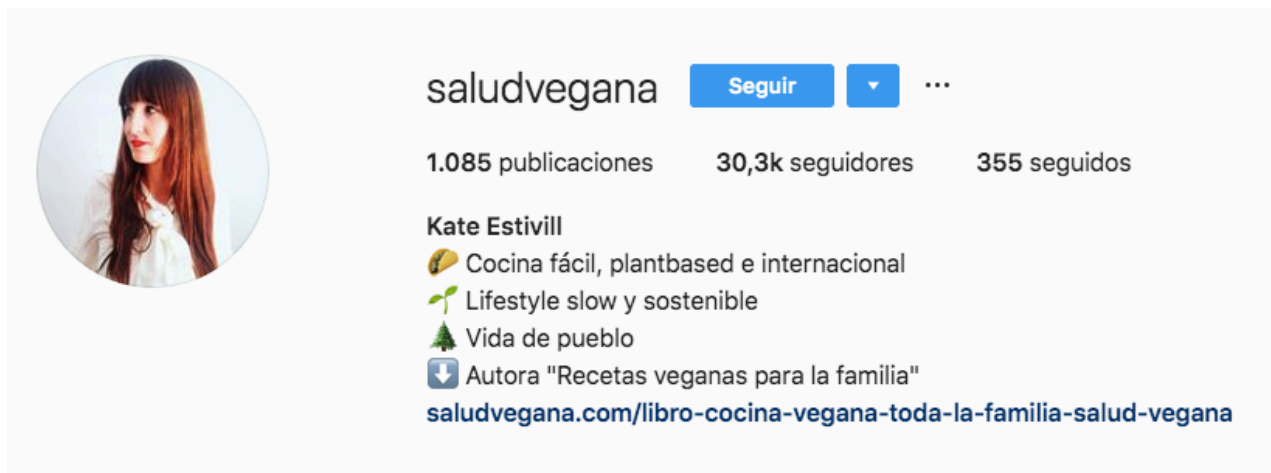 saludvegana Seguir ...
1.085 publicaciones 30,3k seguidores 355 seguidos
Kate Estivill
🌮 Cocina fácil, plantbased e internacional
🌱 Lifestyle slow y sostenible
🌲 Vida de pueblo
⬇️ Autora "Recetas veganas para la familia"
saludvegana.com/libro-cocina-vegana-toda-la-familia-salud-vegana